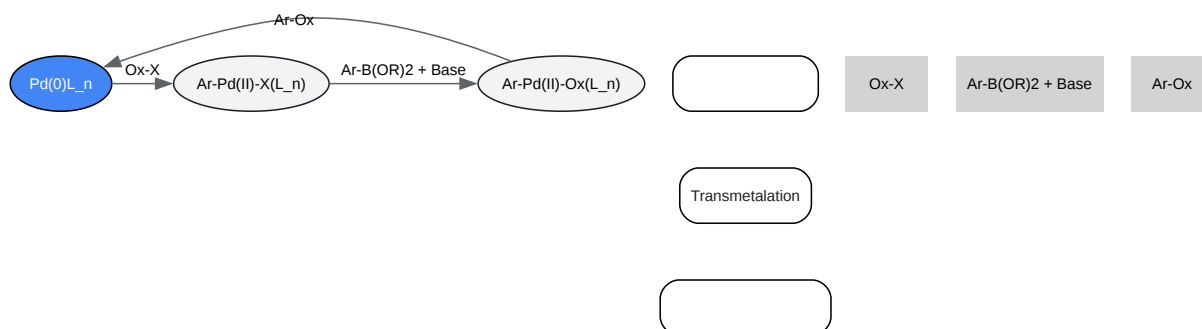 Ar-Ox
Pd(0)L_n
Ox-X
Ar-Pd(II)-X(L_n)
Ar-B(OR)2 + Base
Ar-Pd(II)-Ox(L_n)
Ox-X
Ar-B(OR)2 + Base
Ar-Ox
Transmetalation